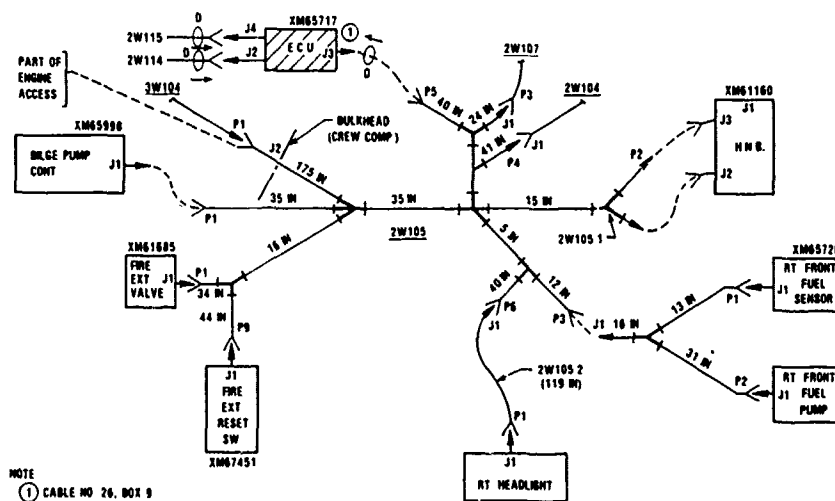 XM65717
D
J4
2W115
D
2W114
J2
ECU
J3
1
D
PART OF
ENGINE
ACCESS
3W104
P1
J2
BULKHEAD
(CREW COMP)
175 IN
P5
40 IN
24 IN
P3
J1
2W107
2W104
41 IN
P4
J1
XM61160
J1
J3
HNB.
J2
P2
XM65998
BILGE PUMP
CONT
J1
P1
35 IN
35 IN
2W105
15 IN
2W105 1
16 IN
5 IN
XM61685
FIRE
EXT
VALVE
J1
P1
34 IN
44 IN
P9
J1
FIRE
EXT
RESET
SW
XM67451
40 IN
P6
J1
12 IN
P3
J1
16 IN
13 IN
P1
XM6572
RT FRONT
FUEL
SENSOR
J1
31 IN
P2
RT FRONT
FUEL
PUMP
J1
2W105 2
(119 IN)
P1
J1
RT HEADLIGHT
NOTE
1 CABLE NO 26, BOX 9